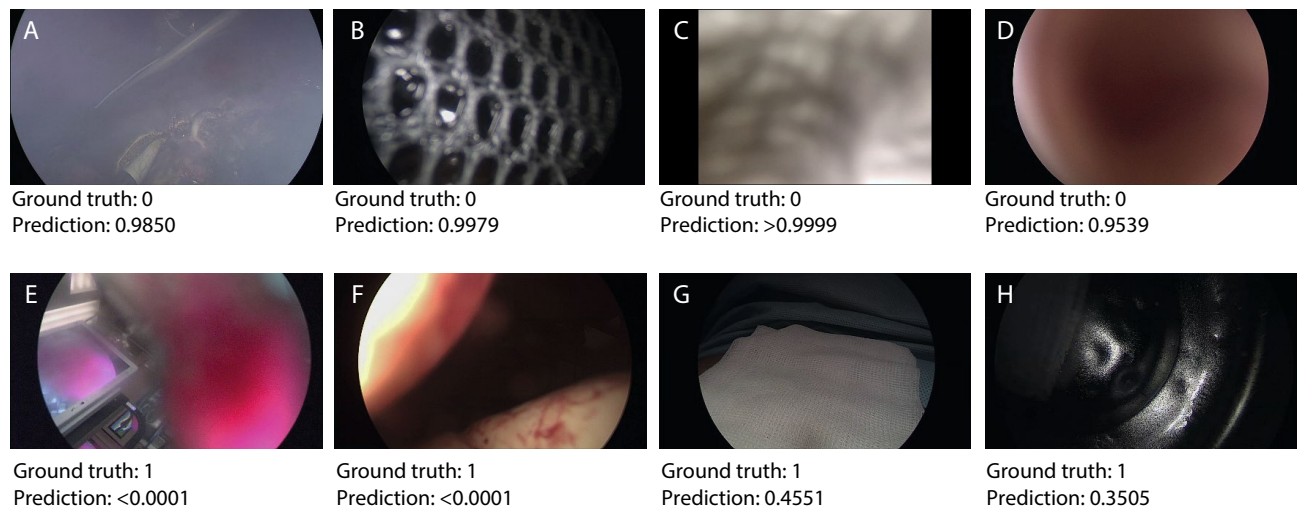 A
B
C
D
Ground truth: 0
Prediction: 0.9850
Ground truth: 0
Prediction: 0.9979
Ground truth: 0
Prediction: >0.9999
Ground truth: 0
Prediction: 0.9539
E
F
G
H
Ground truth: 1
Prediction: <0.0001
Ground truth: 1
Prediction: <0.0001
Ground truth: 1
Prediction: 0.4551
Ground truth: 1
Prediction: 0.3505